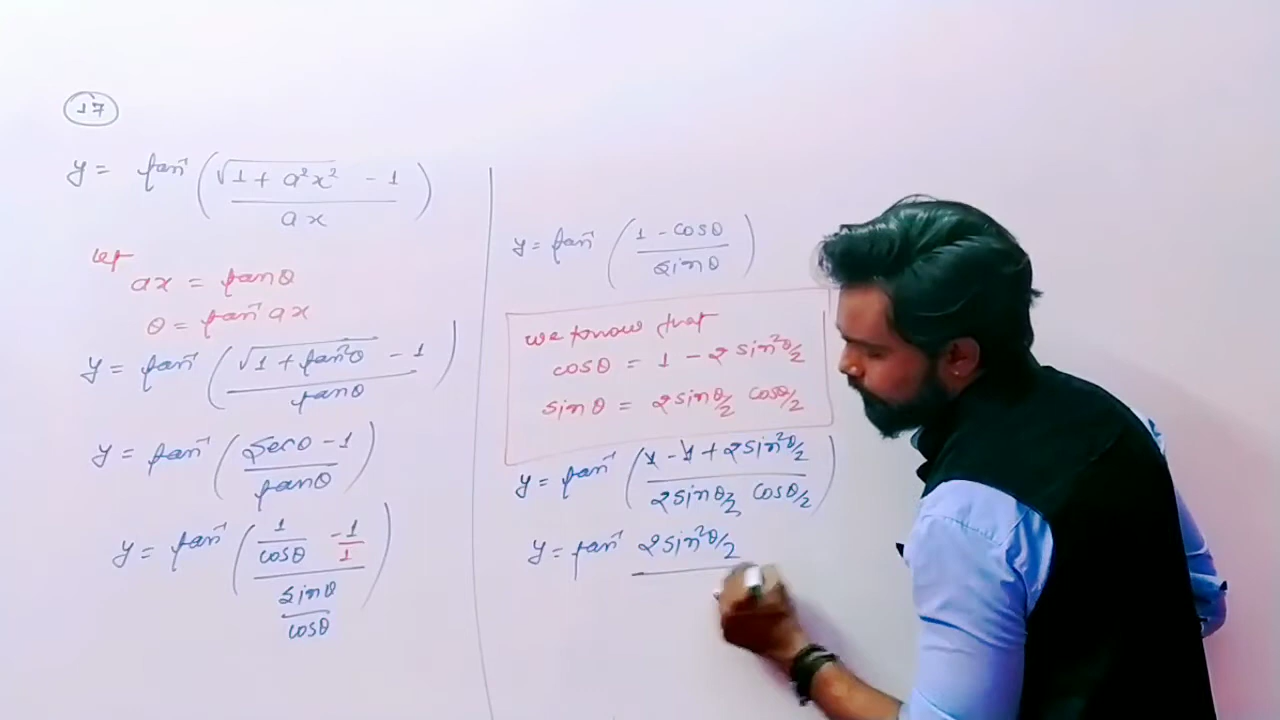 17
y = tan⁻¹ (√(1 + a²x²) - 1 / ax)
Let
ax = tanθ
θ = tan⁻¹ ax
y = tan⁻¹ (√(1 + tan²θ) - 1 / tanθ)
y = tan⁻¹ (secθ - 1 / tanθ)
y = tan⁻¹ (1/cosθ - 1/1 / sinθ/cosθ)
y = tan⁻¹ (1 - cosθ / sinθ)
we know that
cosθ = 1 - 2 sin²θ/2
sinθ = 2sinθ/2 cosθ/2
y = tan⁻¹ (1 - 1 + 2sin²θ/2 / 2sinθ/2 cosθ/2)
y = tan⁻¹ 2sin²θ/2